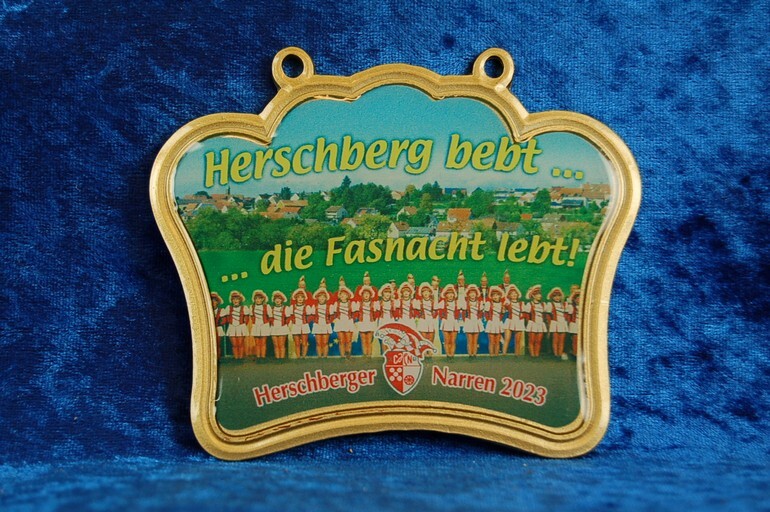 Herschberg bebt ...
... die Fasnacht lebt!
Herschberger Narren 2023